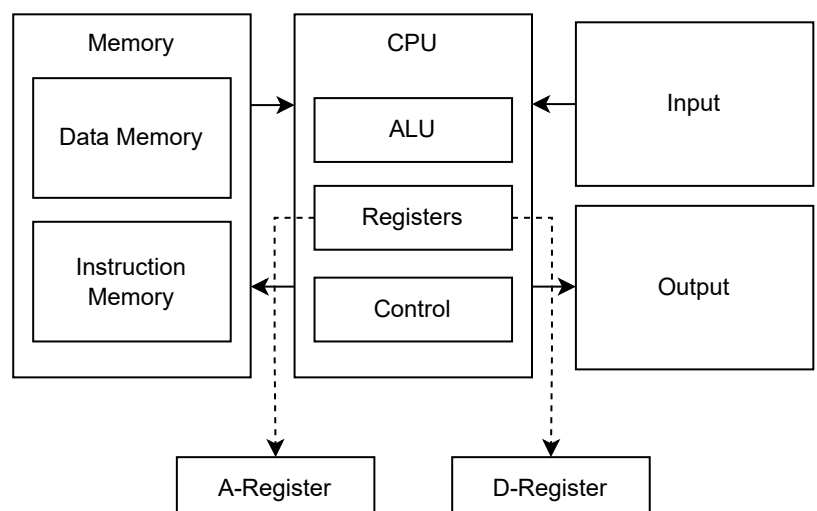 Memory
Data Memory
Instruction
Memory
CPU
ALU
Registers
Control
Input
Output
A-Register
D-Register